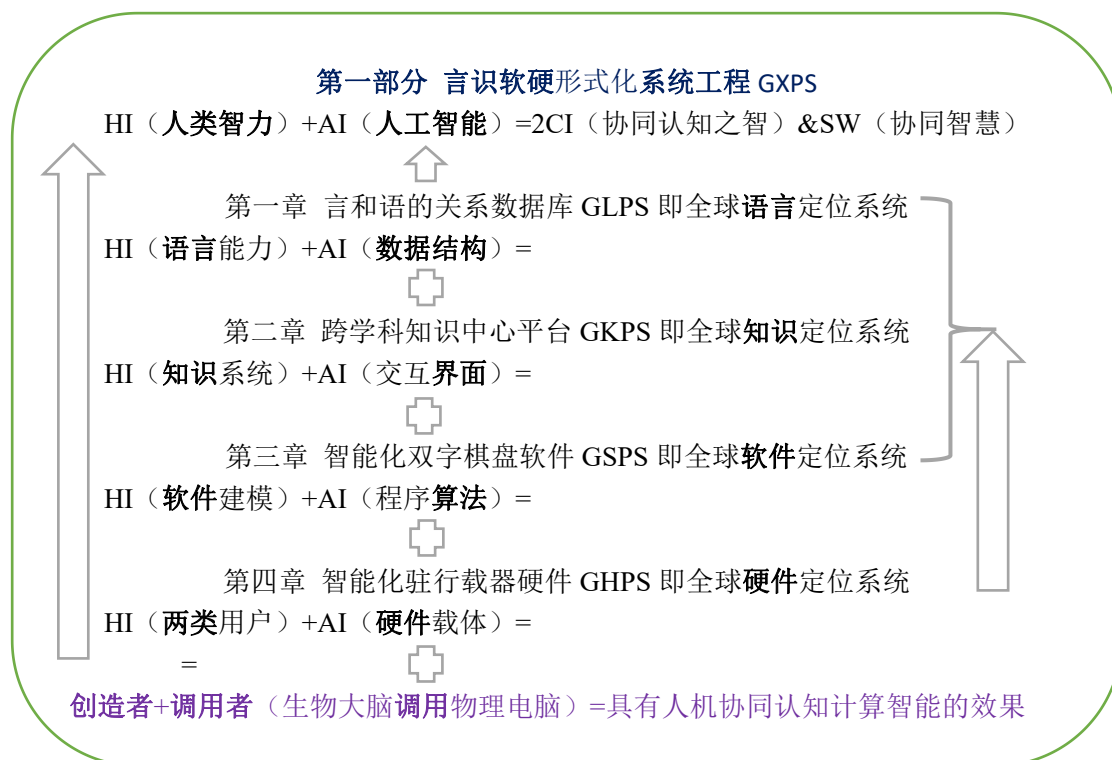 第一部分 言识软硬形式化系统工程 GXPS
HI（人类智力）+AI（人工智能）=2CI（协同认知之智）&SW（协同智慧）
第一章 言和语的关系数据库 GLPS 即全球语言定位系统
HI（语言能力）+AI（数据结构）=
第二章 跨学科知识中心平台 GKPS 即全球知识定位系统
HI（知识系统）+AI（交互界面）=
第三章 智能化双字棋盘软件 GSPS 即全球软件定位系统
HI（软件建模）+AI（程序算法）=
第四章 智能化驻行载器硬件 GHPS 即全球硬件定位系统
HI（两类用户）+AI（硬件载体）=
=
创造者+调用者（生物大脑调用物理电脑）=具有人机协同认知计算智能的效果